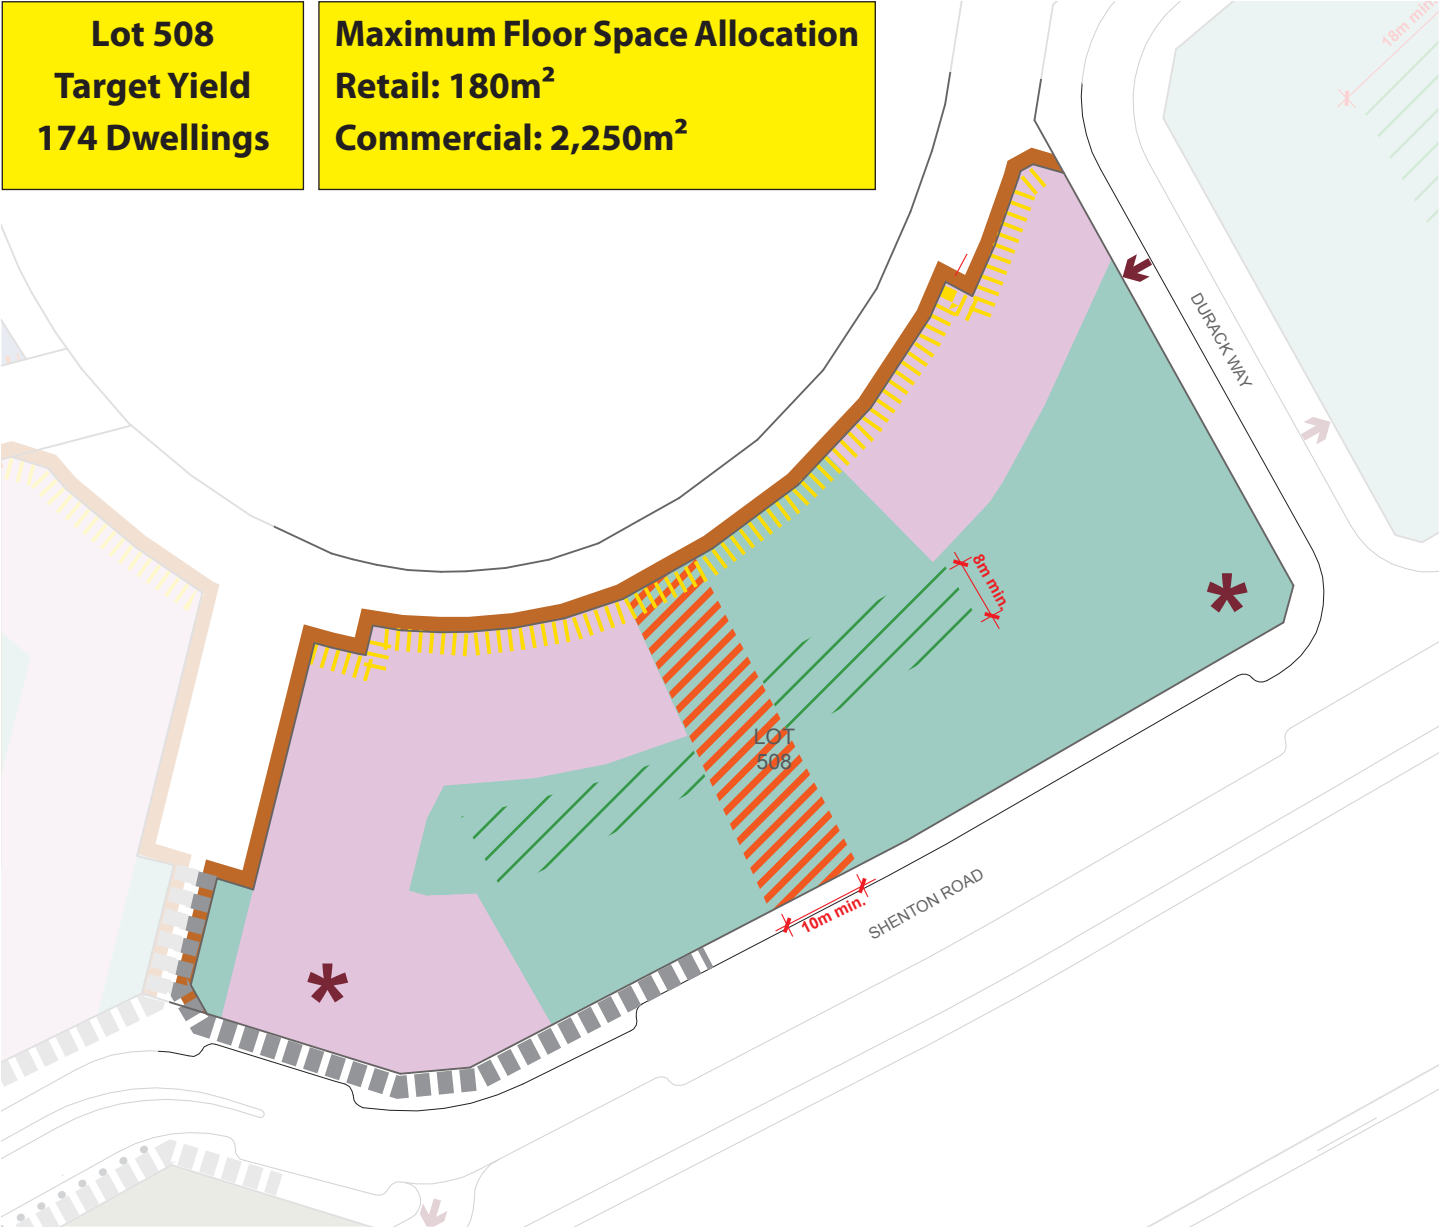 Lot 508
Target Yield
174 Dwellings
Maximum Floor Space Allocation
Retail: 180m²
Commercial: 2,250m²
18m min.
DURACK WAY
8m min.
LOT
508
10m min.
SHENTON ROAD